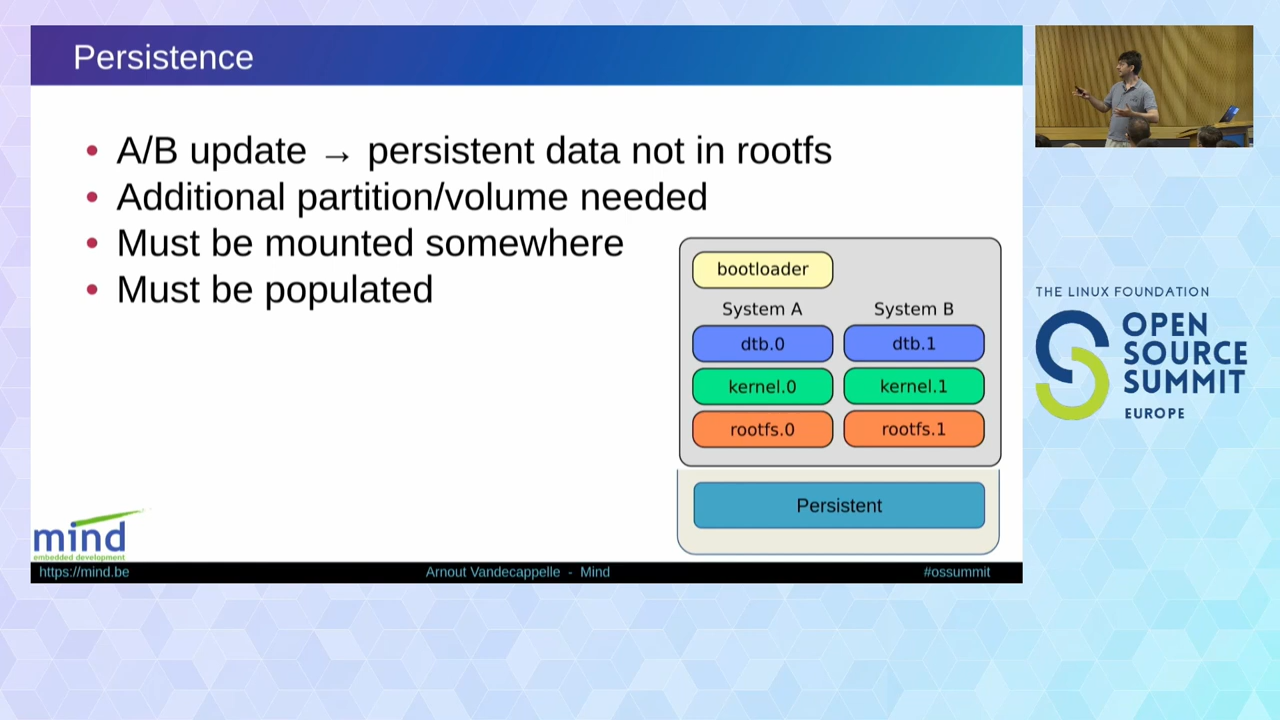 Persistence
• A/B update → persistent data not in rootfs
• Additional partition/volume needed
• Must be mounted somewhere
• Must be populated
bootloader
System A System B
dtb.0 dtb.1
kernel.0 kernel.1
rootfs.0 rootfs.1
Persistent
mind
embedded development
https://mind.be Arnout Vandecappelle - Mind #ossummit
THE LINUX FOUNDATION
OPEN
SOURCE
SUMMIT
EUROPE